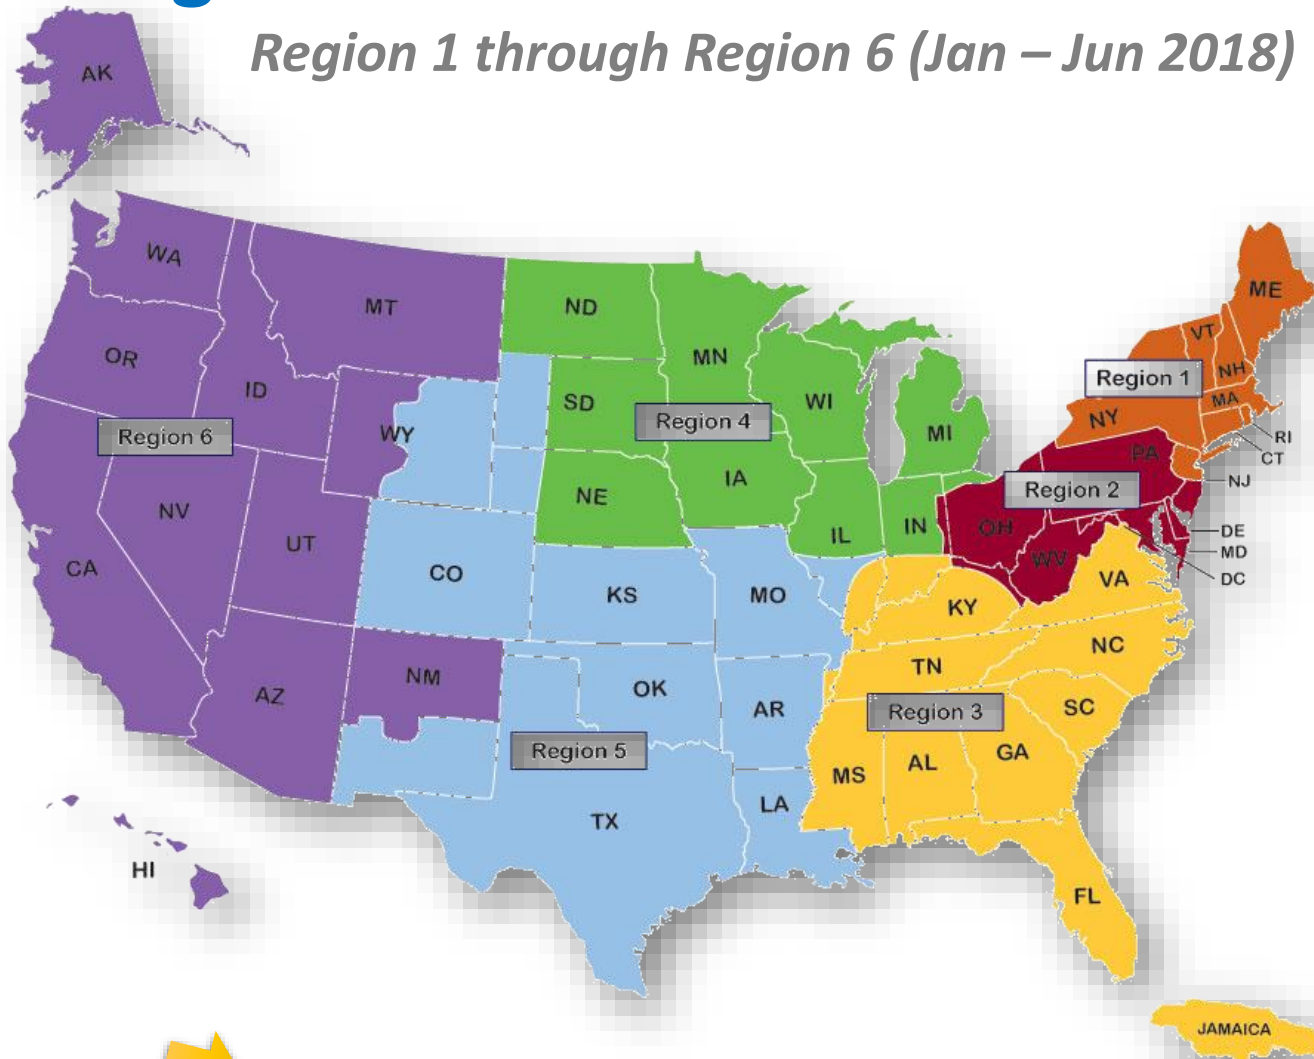 Region 1 through Region 6 (Jan – Jun 2018)
AK
WA
MT
ND
ME
OR
ID
MN
VT
NH
Region 1
MA
WY
SD
Region 4
WI
MI
NY
RI
CT
Region 6
PA
NJ
NV
NE
IA
Region 2
UT
IL
IN
OH
DE
MD
DC
CA
CO
KS
MO
WV
VA
KY
NC
AZ
NM
OK
AR
TN
SC
Region 3
Region 5
MS
AL
GA
TX
LA
HI
FL
JAMAICA